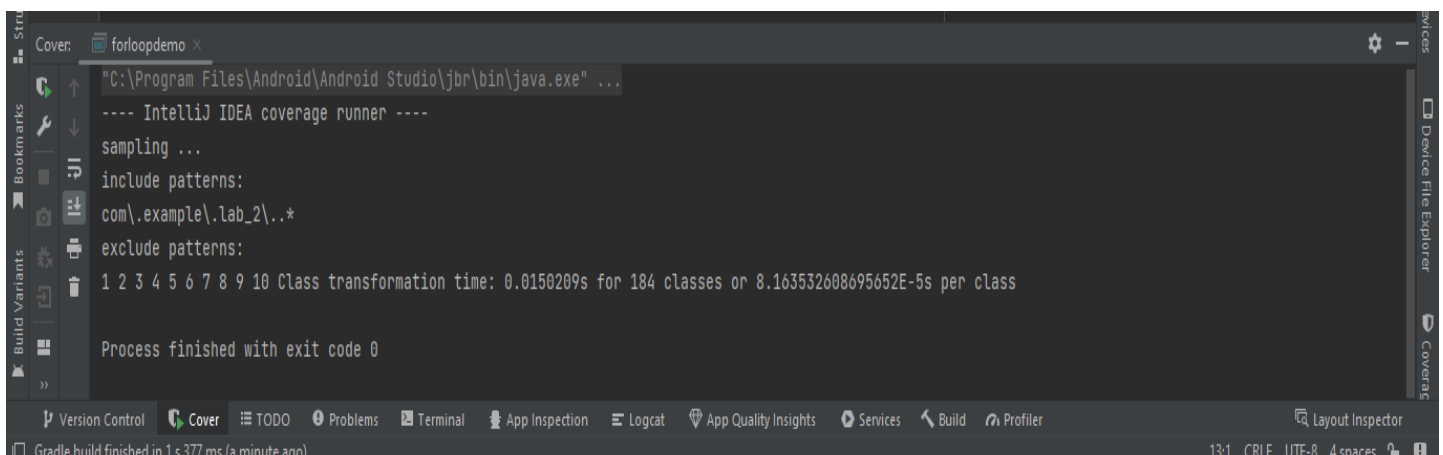 Stru
evices
Cover: forloopdemo
"C:\Program Files\Android\Android Studio\jbr\bin\java.exe" ...
---- IntelliJ IDEA coverage runner ----
sampling ...
include patterns:
com\.example\.lab_2\..*
exclude patterns:
1 2 3 4 5 6 7 8 9 10 Class transformation time: 0.0150209s for 184 classes or 8.163532608695652E-5s per class
Process finished with exit code 0
Bookmarks
Build Variants
Device File Explorer
Coverag
Version Control Cover TODO Problems Terminal App Inspection Logcat App Quality Insights Services Build Profiler Layout Inspector
Gradle build finished in 1 s 377 ms (a minute ago) 13:1 CRLF UTF-8 4 spaces